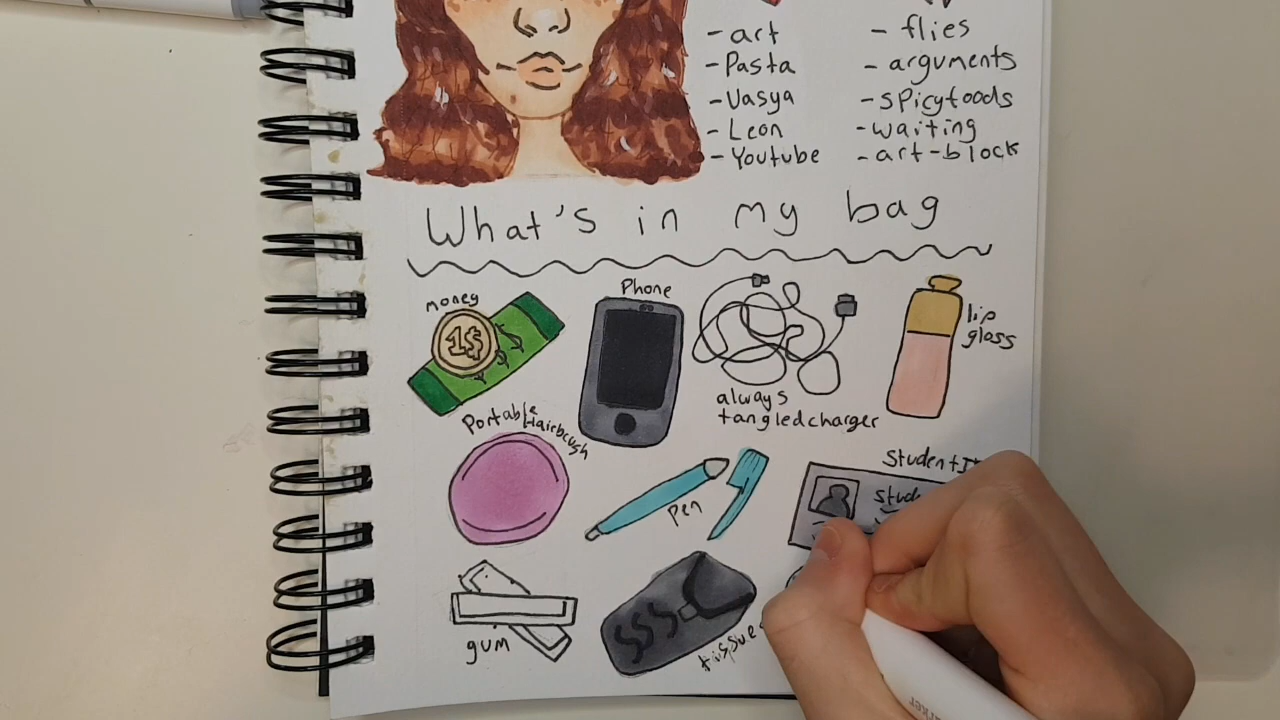 - art
- Pasta
- Vasya
- Leon
- Youtube
- flies
- arguments
- spicyfoods
- waiting
- art-block
What's in my bag
money
1$
Phone
always
tangledcharger
lip
gloss
Portable
Hairbrush
pen
Student
gum
tissue